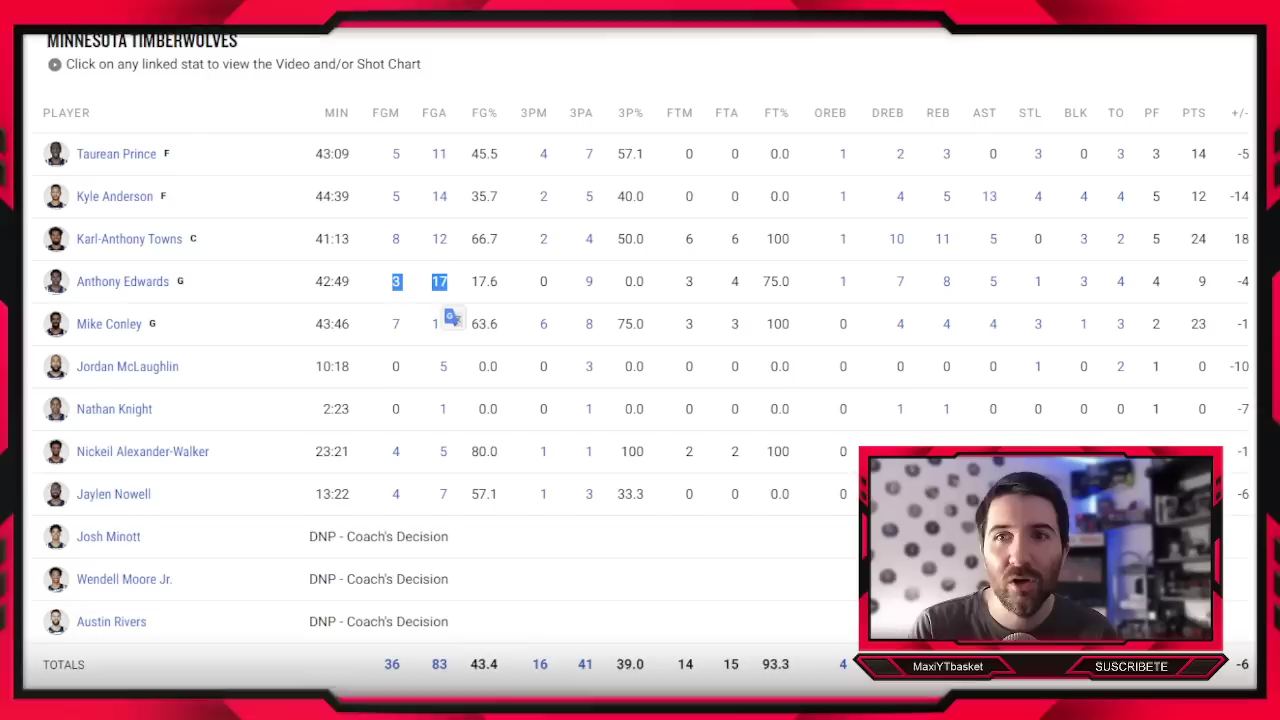 MINNESOTA TIMBERWOLVES
Click on any linked stat to view the Video and/or Shot Chart
PLAYER MIN FGM FGA FG% 3PM 3PA 3P% FTM FTA FT% OREB DREB REB AST STL BLK TO PF PTS +/-
Taurean Prince F 43:09 5 11 45.5 4 7 57.1 0 0 0.0 1 2 3 0 3 0 3 3 14 -5
Kyle Anderson F 44:39 5 14 35.7 2 5 40.0 0 0 0.0 1 4 5 13 4 4 4 5 12 -14
Karl-Anthony Towns C 41:13 8 12 66.7 2 4 50.0 6 6 100 1 10 11 5 0 3 2 5 24 18
Anthony Edwards G 42:49 3 17 17.6 0 9 0.0 3 4 75.0 1 7 8 5 1 3 4 4 9 -4
Mike Conley G 43:46 7 1 63.6 6 8 75.0 3 3 100 0 4 4 4 3 1 3 2 23 -1
Jordan McLaughlin 10:18 0 5 0.0 0 3 0.0 0 0 0.0 0 0 0 0 1 0 2 1 0 -10
Nathan Knight 2:23 0 1 0.0 0 1 0.0 0 0 0.0 0 1 1 0 0 0 0 1 0 -7
Nickeil Alexander-Walker 23:21 4 5 80.0 1 1 100 2 2 100 0 -1
Jaylen Nowell 13:22 4 7 57.1 1 3 33.3 0 0 0.0 0 -6
Josh Minott DNP - Coach's Decision
Wendell Moore Jr. DNP - Coach's Decision
Austin Rivers DNP - Coach's Decision
TOTALS 36 83 43.4 16 41 39.0 14 15 93.3 4 -6
MaxiYTbasket SUSCRIBETE